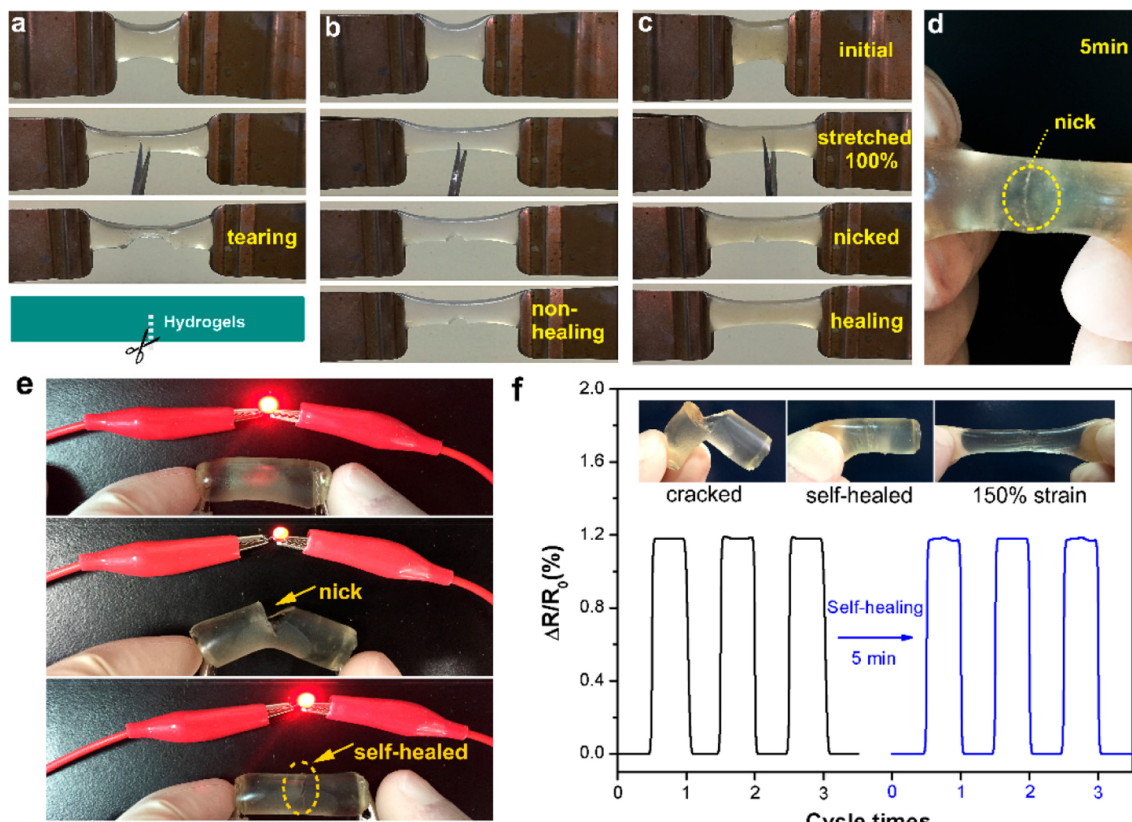 a
b
c
d
initial
5min
nick
stretched
100%
tearing
nicked
Hydrogels
non-
healing
healing
e
f
nick
self-healed
2.0
1.6
1.2
0.8
0.4
0.0
ΔR/R0(%)
cracked
self-healed
150% strain
Self-healing
5 min
0 1 2 3 0 1 2 3
Cycle times